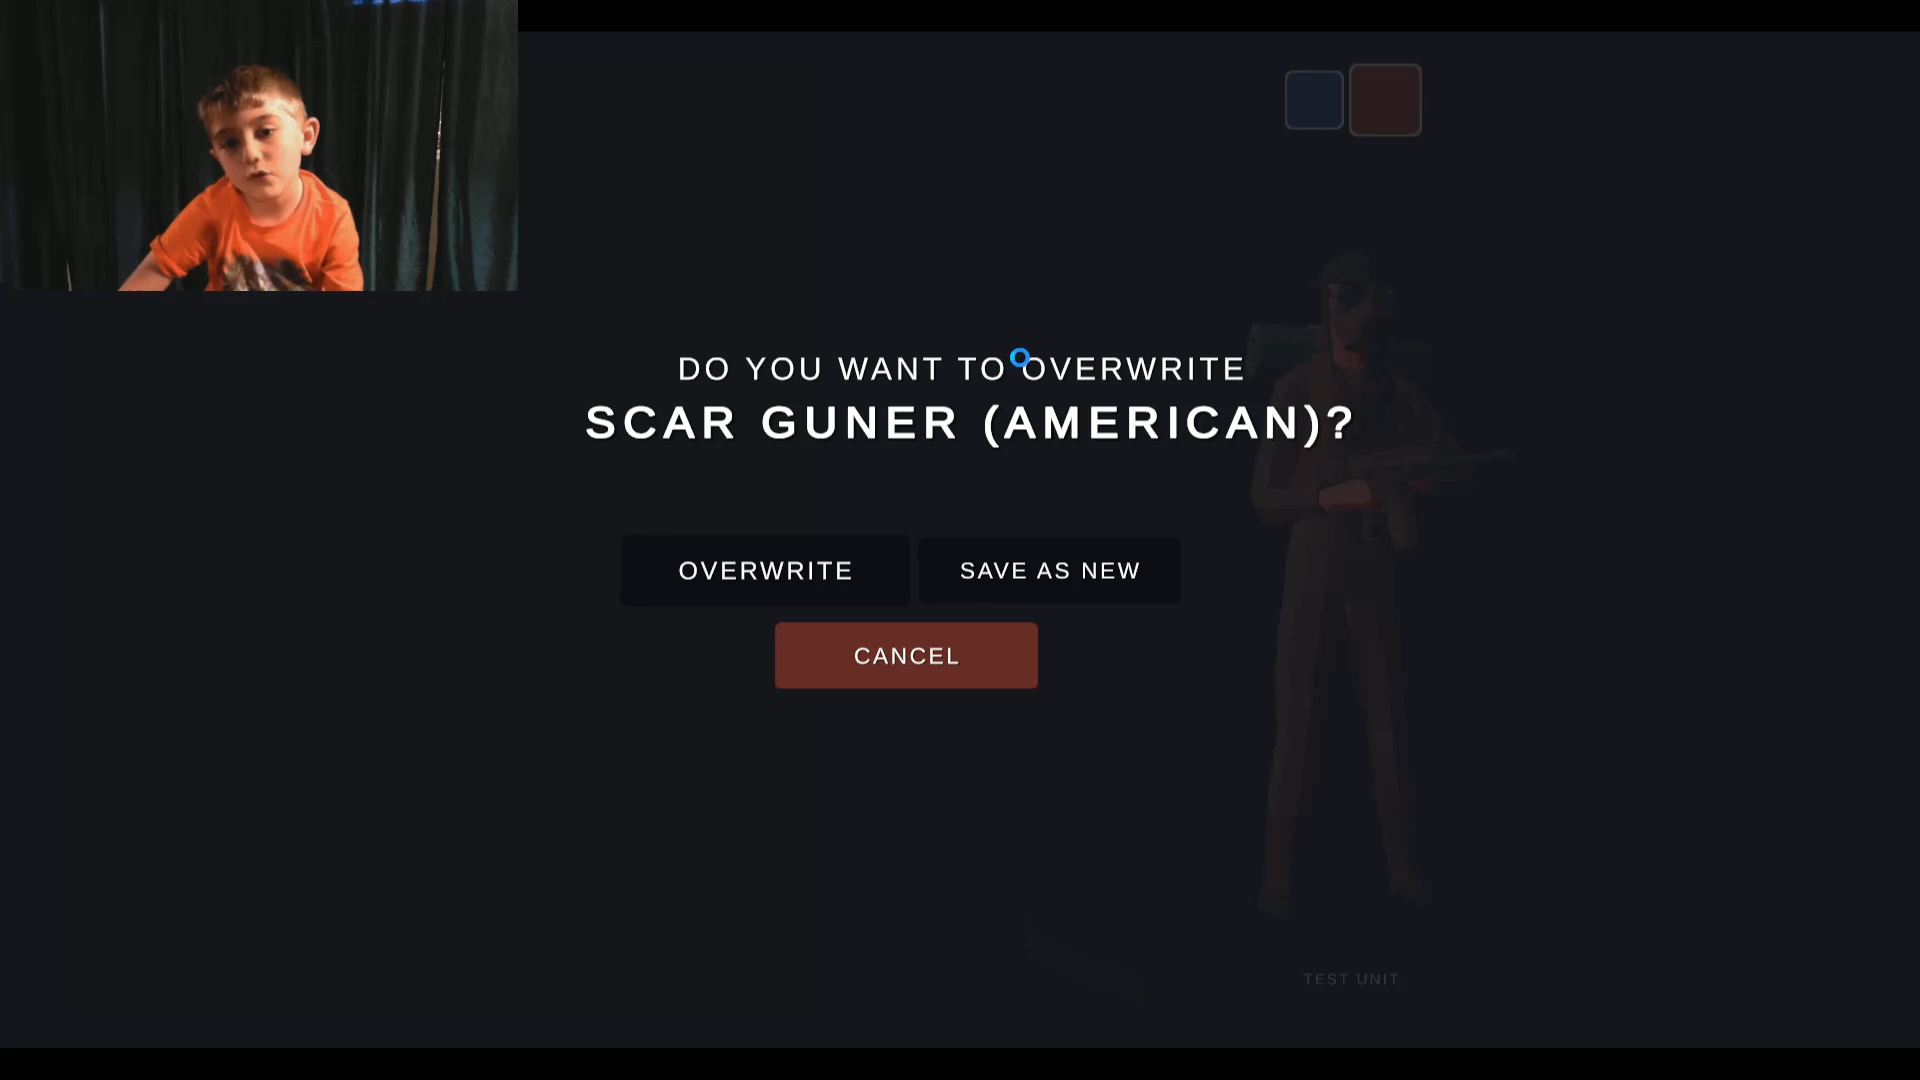 DO YOU WANT TO OVERWRITE
SCAR GUNER (AMERICAN)?
OVERWRITE
SAVE AS NEW
CANCEL
TEST UNIT